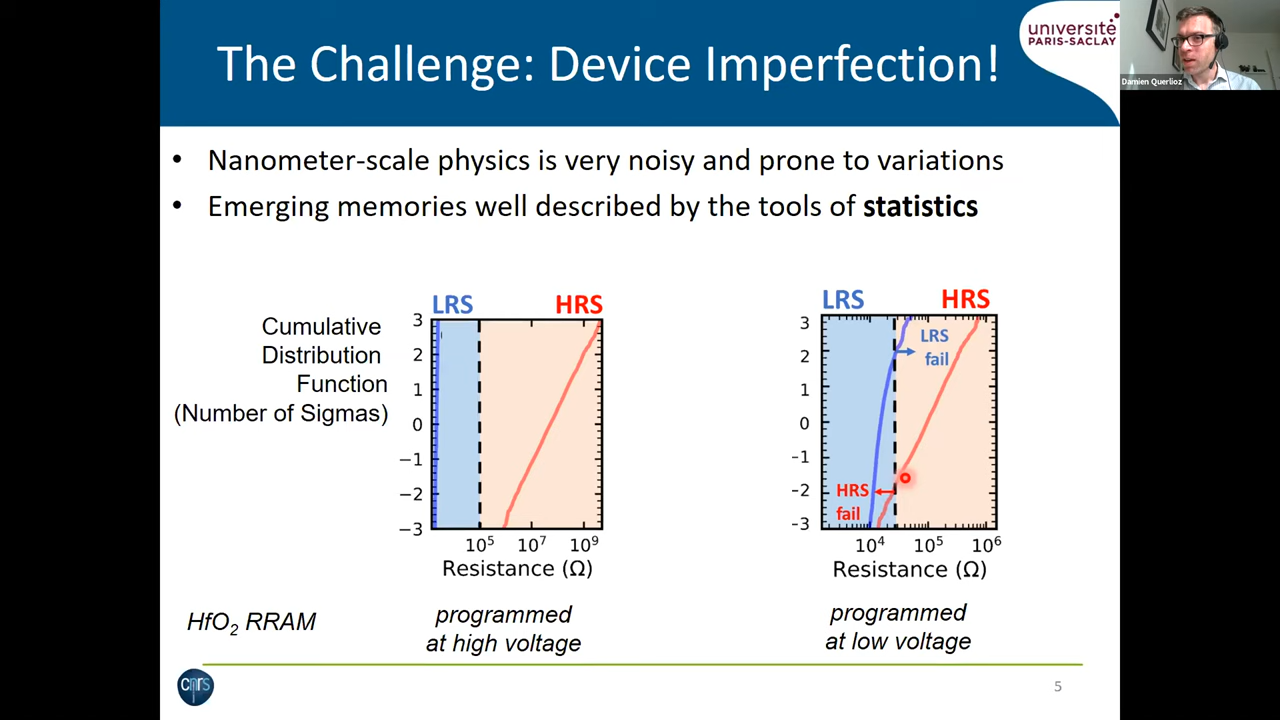 The Challenge: Device Imperfection!
université
PARIS-SACLAY
Damien Querlioz
• Nanometer-scale physics is very noisy and prone to variations
• Emerging memories well described by the tools of statistics
Cumulative
Distribution
Function
(Number of Sigmas)
LRS HRS
3
2
1
0
−1
−2
−3
10⁵ 10⁷ 10⁹
Resistance (Ω)
programmed
at high voltage
LRS HRS
3
2
1
0
-1
-2
-3
LRS
fail
HRS
fail
10⁴ 10⁵ 10⁶
Resistance (Ω)
programmed
at low voltage
HfO₂ RRAM
cnrs
5